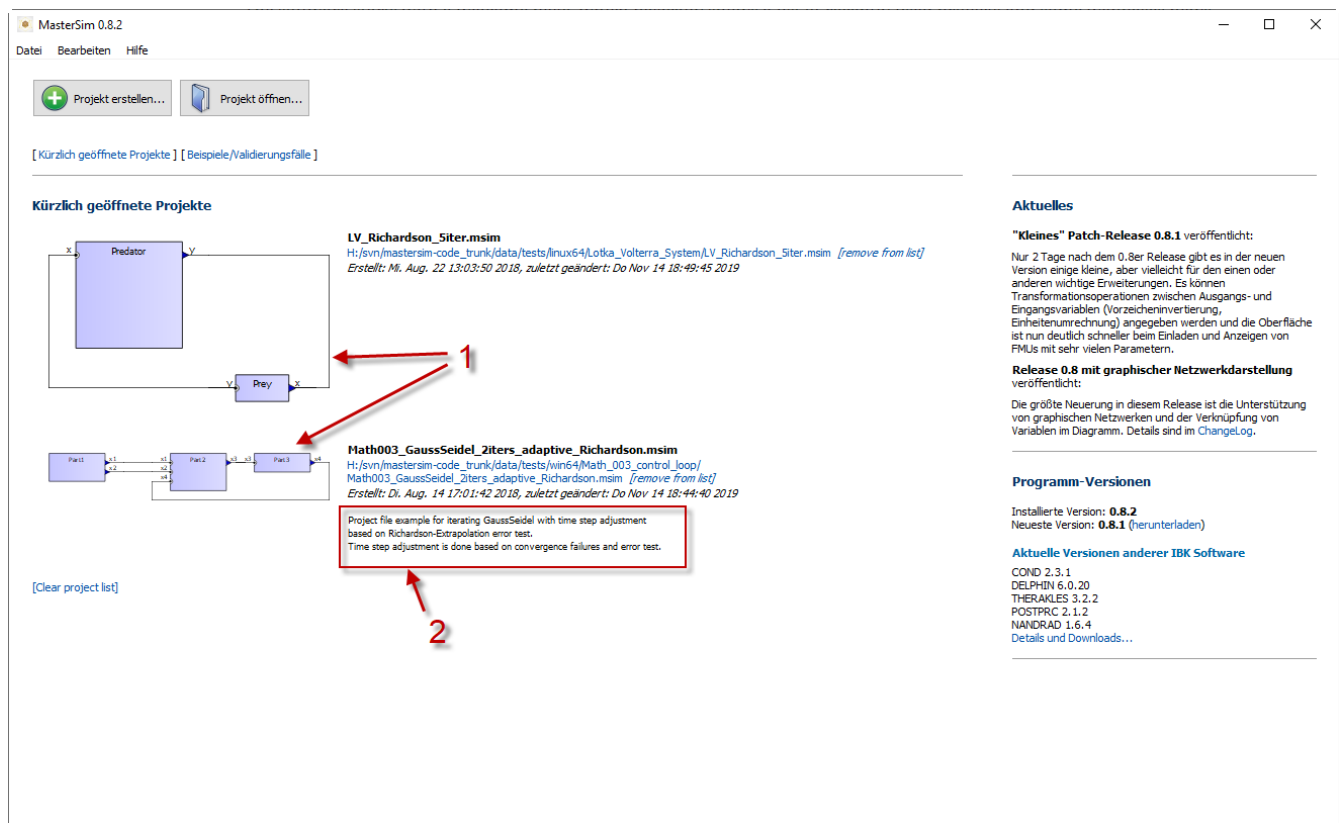 MasterSim 0.8.2
Datei Bearbeiten Hilfe
Projekt erstellen... Projekt öffnen...
[ Kürzlich geöffnete Projekte ] [ Beispiele/Validierungsfälle ]
Kürzlich geöffnete Projekte
x Predator y
y Prey x
LV_Richardson_5iter.msim
H:/svn/mastersim-code_trunk/data/tests/linux64/Lotka_Volterra_System/LV_Richardson_5iter.msim [remove from list]
Erstellt: Mi. Aug. 22 13:03:50 2018, zuletzt geändert: Do Nov 14 18:49:45 2019
1
Part1 x1 x1 Part2 x3 x3 Part3 x4
x2 x2
x4
Math003_GaussSeidel_2iters_adaptive_Richardson.msim
H:/svn/mastersim-code_trunk/data/tests/win64/Math_003_control_loop/
Math003_GaussSeidel_2iters_adaptive_Richardson.msim [remove from list]
Erstellt: Di. Aug. 14 17:01:42 2018, zuletzt geändert: Do Nov 14 18:44:40 2019
Project file example for iterating GaussSeidel with time step adjustment
based on Richardson-Extrapolation error test.
Time step adjustment is done based on convergence failures and error test.
2
[Clear project list]
Aktuelles
"Kleines" Patch-Release 0.8.1 veröffentlicht:
Nur 2 Tage nach dem 0.8er Release gibt es in der neuen
Version einige kleine, aber vielleicht für den einen oder
anderen wichtige Erweiterungen. Es können
Transformationsoperationen zwischen Ausgangs- und
Eingangsvariablen (Vorzeicheninvertierung,
Einheitenumrechnung) angegeben werden und die Oberfläche
ist nun deutlich schneller beim Einladen und Anzeigen von
FMUs mit sehr vielen Parametern.
Release 0.8 mit graphischer Netzwerkdarstellung
veröffentlicht:
Die größte Neuerung in diesem Release ist die Unterstützung
von graphischen Netzwerken und der Verknüpfung von
Variablen im Diagramm. Details sind im ChangeLog.
Programm-Versionen
Installierte Version: 0.8.2
Neueste Version: 0.8.1 (herunterladen)
Aktuelle Versionen anderer IBK Software
COND 2.3.1
DELPHIN 6.0.20
THERAKLES 3.2.2
POSTPRC 2.1.2
NANDRAD 1.6.4
Details und Downloads...